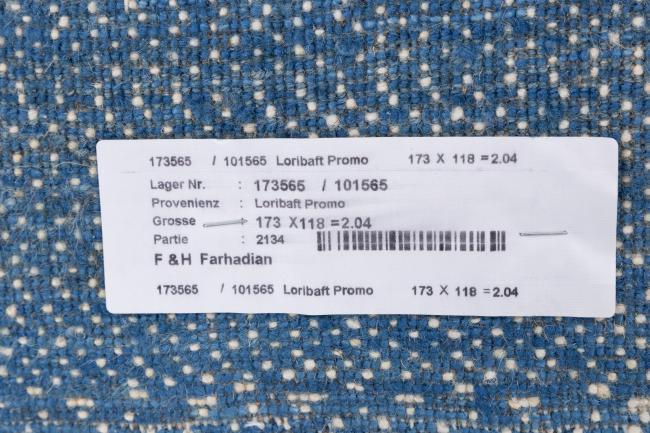 173565 / 101565 Loribaft Promo 173 X 118 =2.04
Lager Nr. : 173565 / 101565
Provenienz : Loribaft Promo
Grosse 173 X118 =2.04
Partie : 2134
F &H Farhadian
173565 / 101565 Loribaft Promo 173 X 118 =2.04